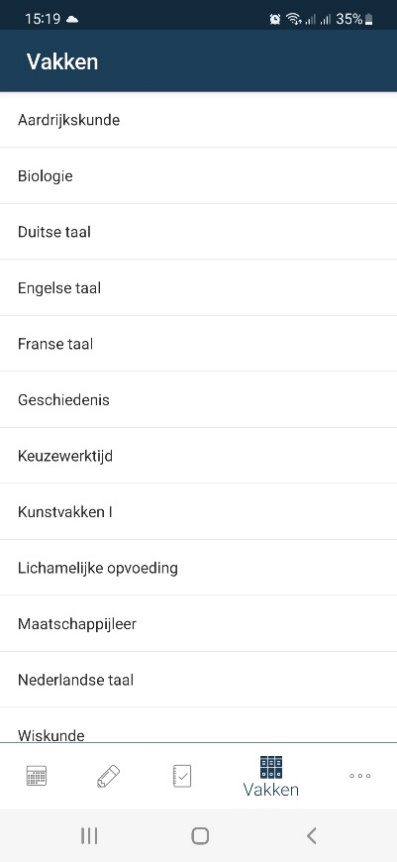 15:19 35%
Vakken
Aardrijkskunde
Biologie
Duitse taal
Engelse taal
Franse taal
Geschiedenis
Keuzewerktijd
Kunstvakken I
Lichamelijke opvoeding
Maatschappijleer
Nederlandse taal
Wiskunde
Vakken